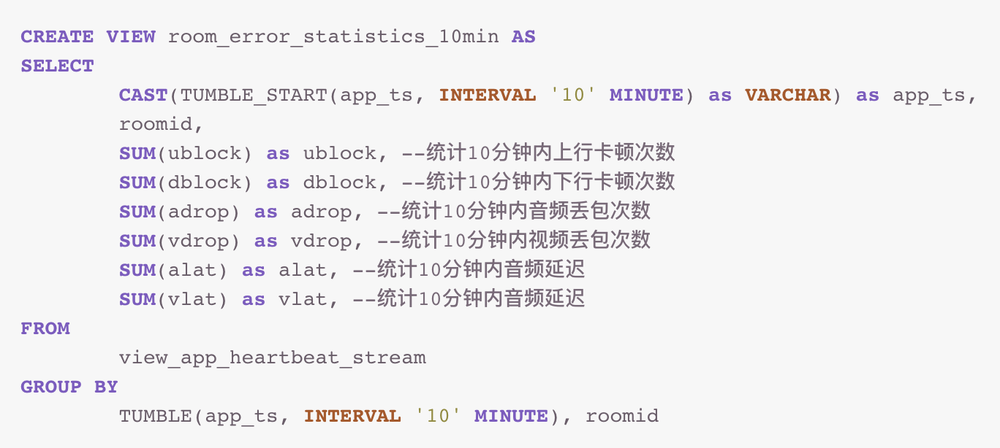 CREATE VIEW room_error_statistics_10min AS
SELECT
CAST(TUMBLE_START(app_ts, INTERVAL '10' MINUTE) as VARCHAR) as app_ts,
roomid,
SUM(ublock) as ublock, --统计10分钟内上行卡顿次数
SUM(dblock) as dblock, --统计10分钟内下行卡顿次数
SUM(adrop) as adrop, --统计10分钟内音频丢包次数
SUM(vdrop) as vdrop, --统计10分钟内视频丢包次数
SUM(alat) as alat, --统计10分钟内音频延迟
SUM(vlat) as vlat, --统计10分钟内音频延迟
FROM
view_app_heartbeat_stream
GROUP BY
TUMBLE(app_ts, INTERVAL '10' MINUTE), roomid